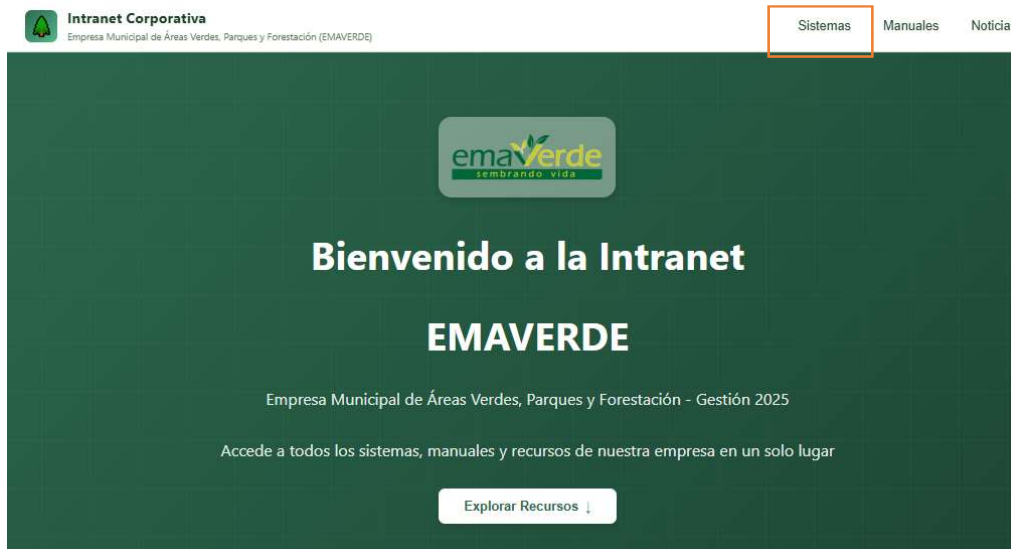 Intranet Corporativa
Empresa Municipal de Áreas Verdes, Parques y Forestación (EMAVERDE)
Sistemas Manuales Noticia
emaVerde
sembrando vida
Bienvenido a la Intranet
EMAVERDE
Empresa Municipal de Áreas Verdes, Parques y Forestación - Gestión 2025
Accede a todos los sistemas, manuales y recursos de nuestra empresa en un solo lugar
Explorar Recursos ↓